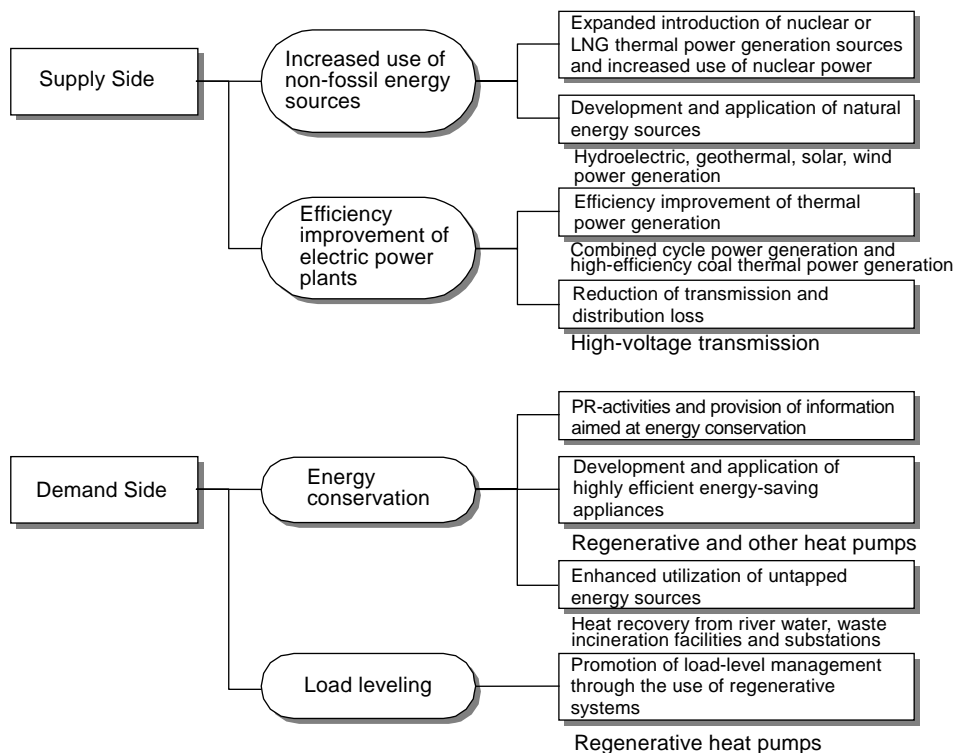 Supply Side
Increased use of
non-fossil energy
sources
Expanded introduction of nuclear or
LNG thermal power generation sources
and increased use of nuclear power
Development and application of natural
energy sources
Hydroelectric, geothermal, solar, wind
power generation
Efficiency
improvement of
electric power
plants
Efficiency improvement of thermal
power generation
Combined cycle power generation and
high-efficiency coal thermal power generation
Reduction of transmission and
distribution loss
High-voltage transmission
Demand Side
Energy
conservation
PR-activities and provision of information
aimed at energy conservation
Development and application of
highly efficient energy-saving
appliances
Regenerative and other heat pumps
Enhanced utilization of untapped
energy sources
Heat recovery from river water, waste
incineration facilities and substations
Load leveling
Promotion of load-level management
through the use of regenerative
systems
Regenerative heat pumps